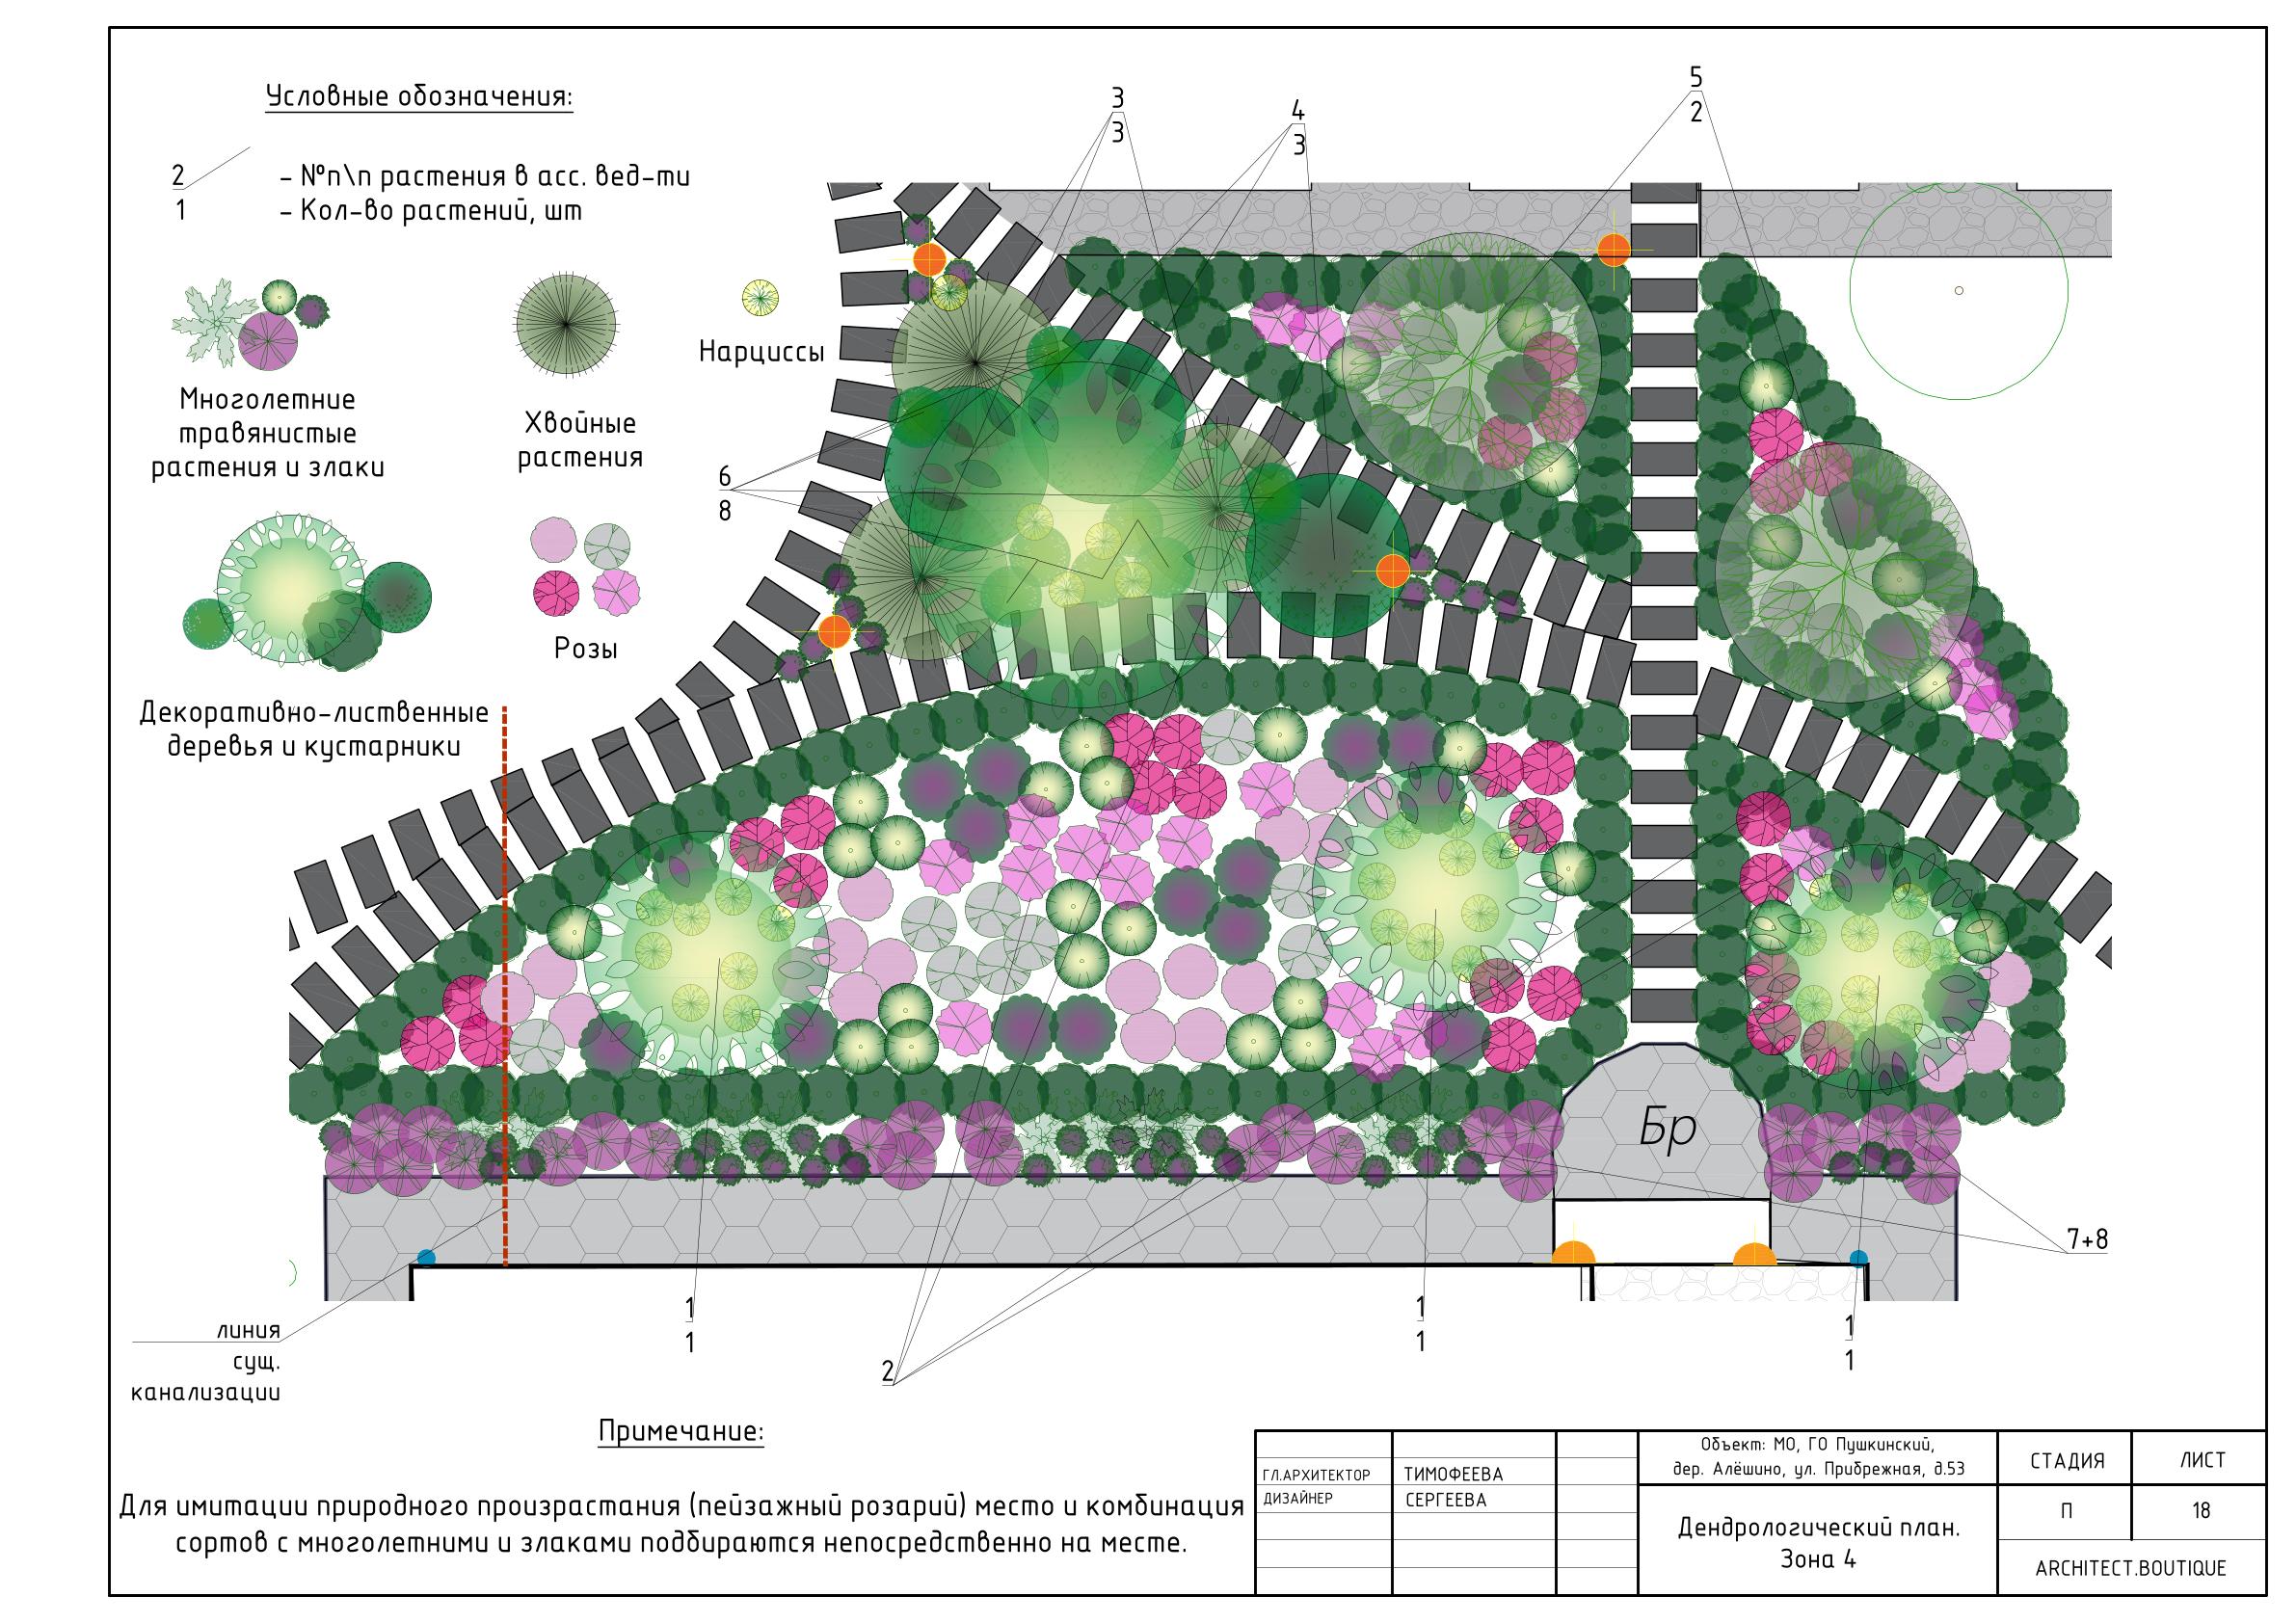 Условные обозначения:
2
1
- №п\п растения в асс. вед-ти
- Кол-во растений, шт
Многолетние
травянистые
растения и злаки
Хвойные
растения
Нарциссы
Декоративно-лиственные
деревья и кустарники
Розы
3
3
4
3
5
2
6
8
Бр
7+8
1
1
1
1
1
1
2
линия
сущ.
канализации
Примечание:
Для имитации природного произрастания (пейзажный розарий) место и комбинация
сортов с многолетними и злаками подбираются непосредственно на месте.
ГЛ.АРХИТЕКТОР
ТИМОФЕЕВА
ДИЗАЙНЕР
СЕРГЕЕВА
Объект: МО, ГО Пушкинский,
дер. Алёшино, ул. Прибрежная, д.53
Дендрологический план.
Зона 4
СТАДИЯ
ЛИСТ
П
18
ARCHITECT.BOUTIQUE